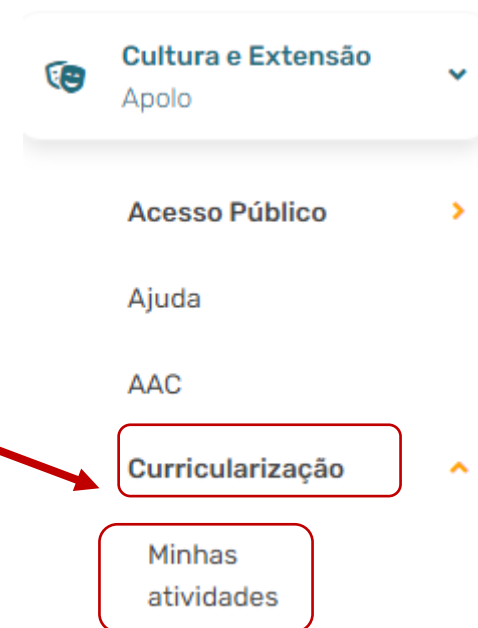 Cultura e Extensão
Apolo
Acesso Público
Ajuda
AAC
Curricularização
Minhas
atividades